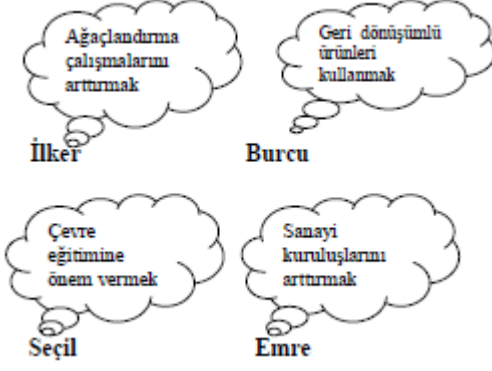 Ağaçlandırma
çalışmalarını
arttırmak
İlker
Geri dönüşümlü
ürünleri
kullanmak
Burcu
Çevre
eğitimine
önem vermek
Seçil
Sanayi
kuruluşlarını
arttırmak
Emre